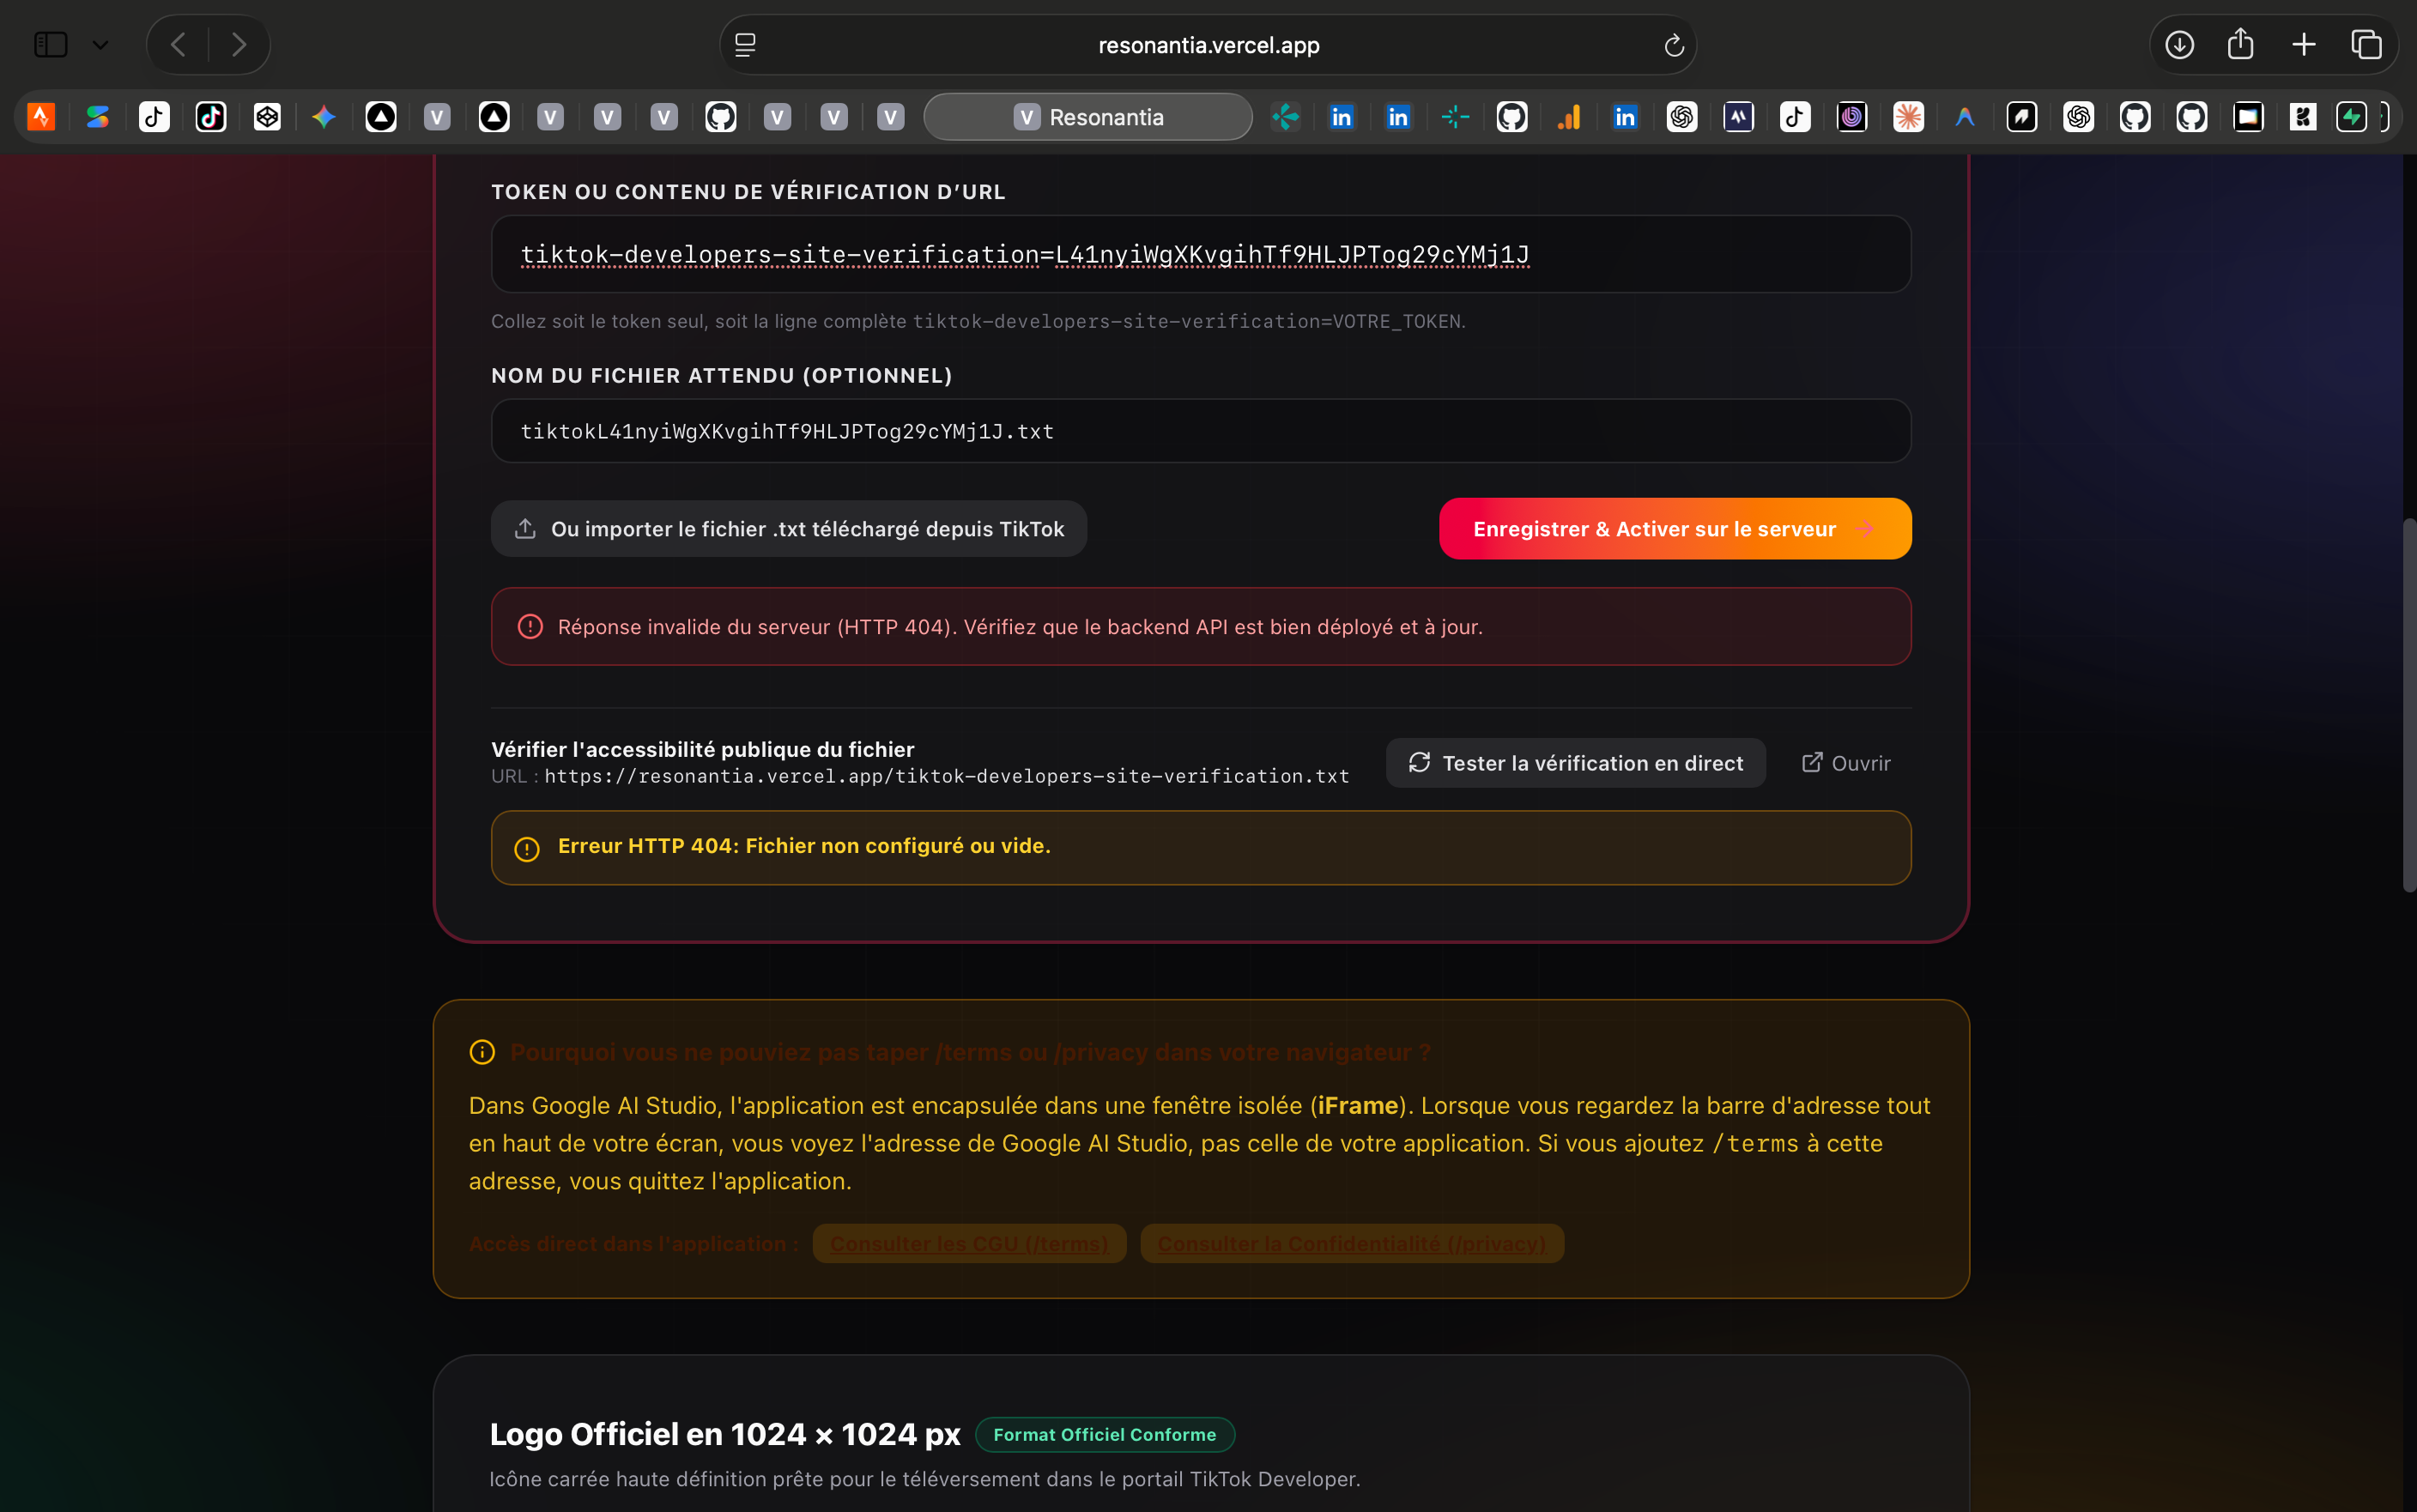 resonantia.vercel.app
Resonantia
TOKEN OU CONTENU DE VÉRIFICATION D’URL
tiktok-developers-site-verification=L41nyiWgXKvgihTf9HLJPTog29cYMj1J
Collez soit le token seul, soit la ligne complète tiktok-developers-site-verification=VOTRE_TOKEN.
NOM DU FICHIER ATTENDU (OPTIONNEL)
tiktokL41nyiWgXKvgihTf9HLJPTog29cYMj1J.txt
Ou importer le fichier .txt téléchargé depuis TikTok
Enregistrer & Activer sur le serveur →
Réponse invalide du serveur (HTTP 404). Vérifiez que le backend API est bien déployé et à jour.
Vérifier l'accessibilité publique du fichier
URL : https://resonantia.vercel.app/tiktok-developers-site-verification.txt
Tester la vérification en direct
Ouvrir
Erreur HTTP 404: Fichier non configuré ou vide.
Pourquoi vous ne pouviez pas taper /terms ou /privacy dans votre navigateur ?
Dans Google AI Studio, l'application est encapsulée dans une fenêtre isolée (iFrame). Lorsque vous regardez la barre d'adresse tout
en haut de votre écran, vous voyez l'adresse de Google AI Studio, pas celle de votre application. Si vous ajoutez /terms à cette
adresse, vous quittez l'application.
Accès direct dans l'application : Consulter les CGU (/terms) Consulter la Confidentialité (/privacy)
Logo Officiel en 1024 × 1024 px Format Officiel Conforme
Icône carrée haute définition prête pour le téléversement dans le portail TikTok Developer.